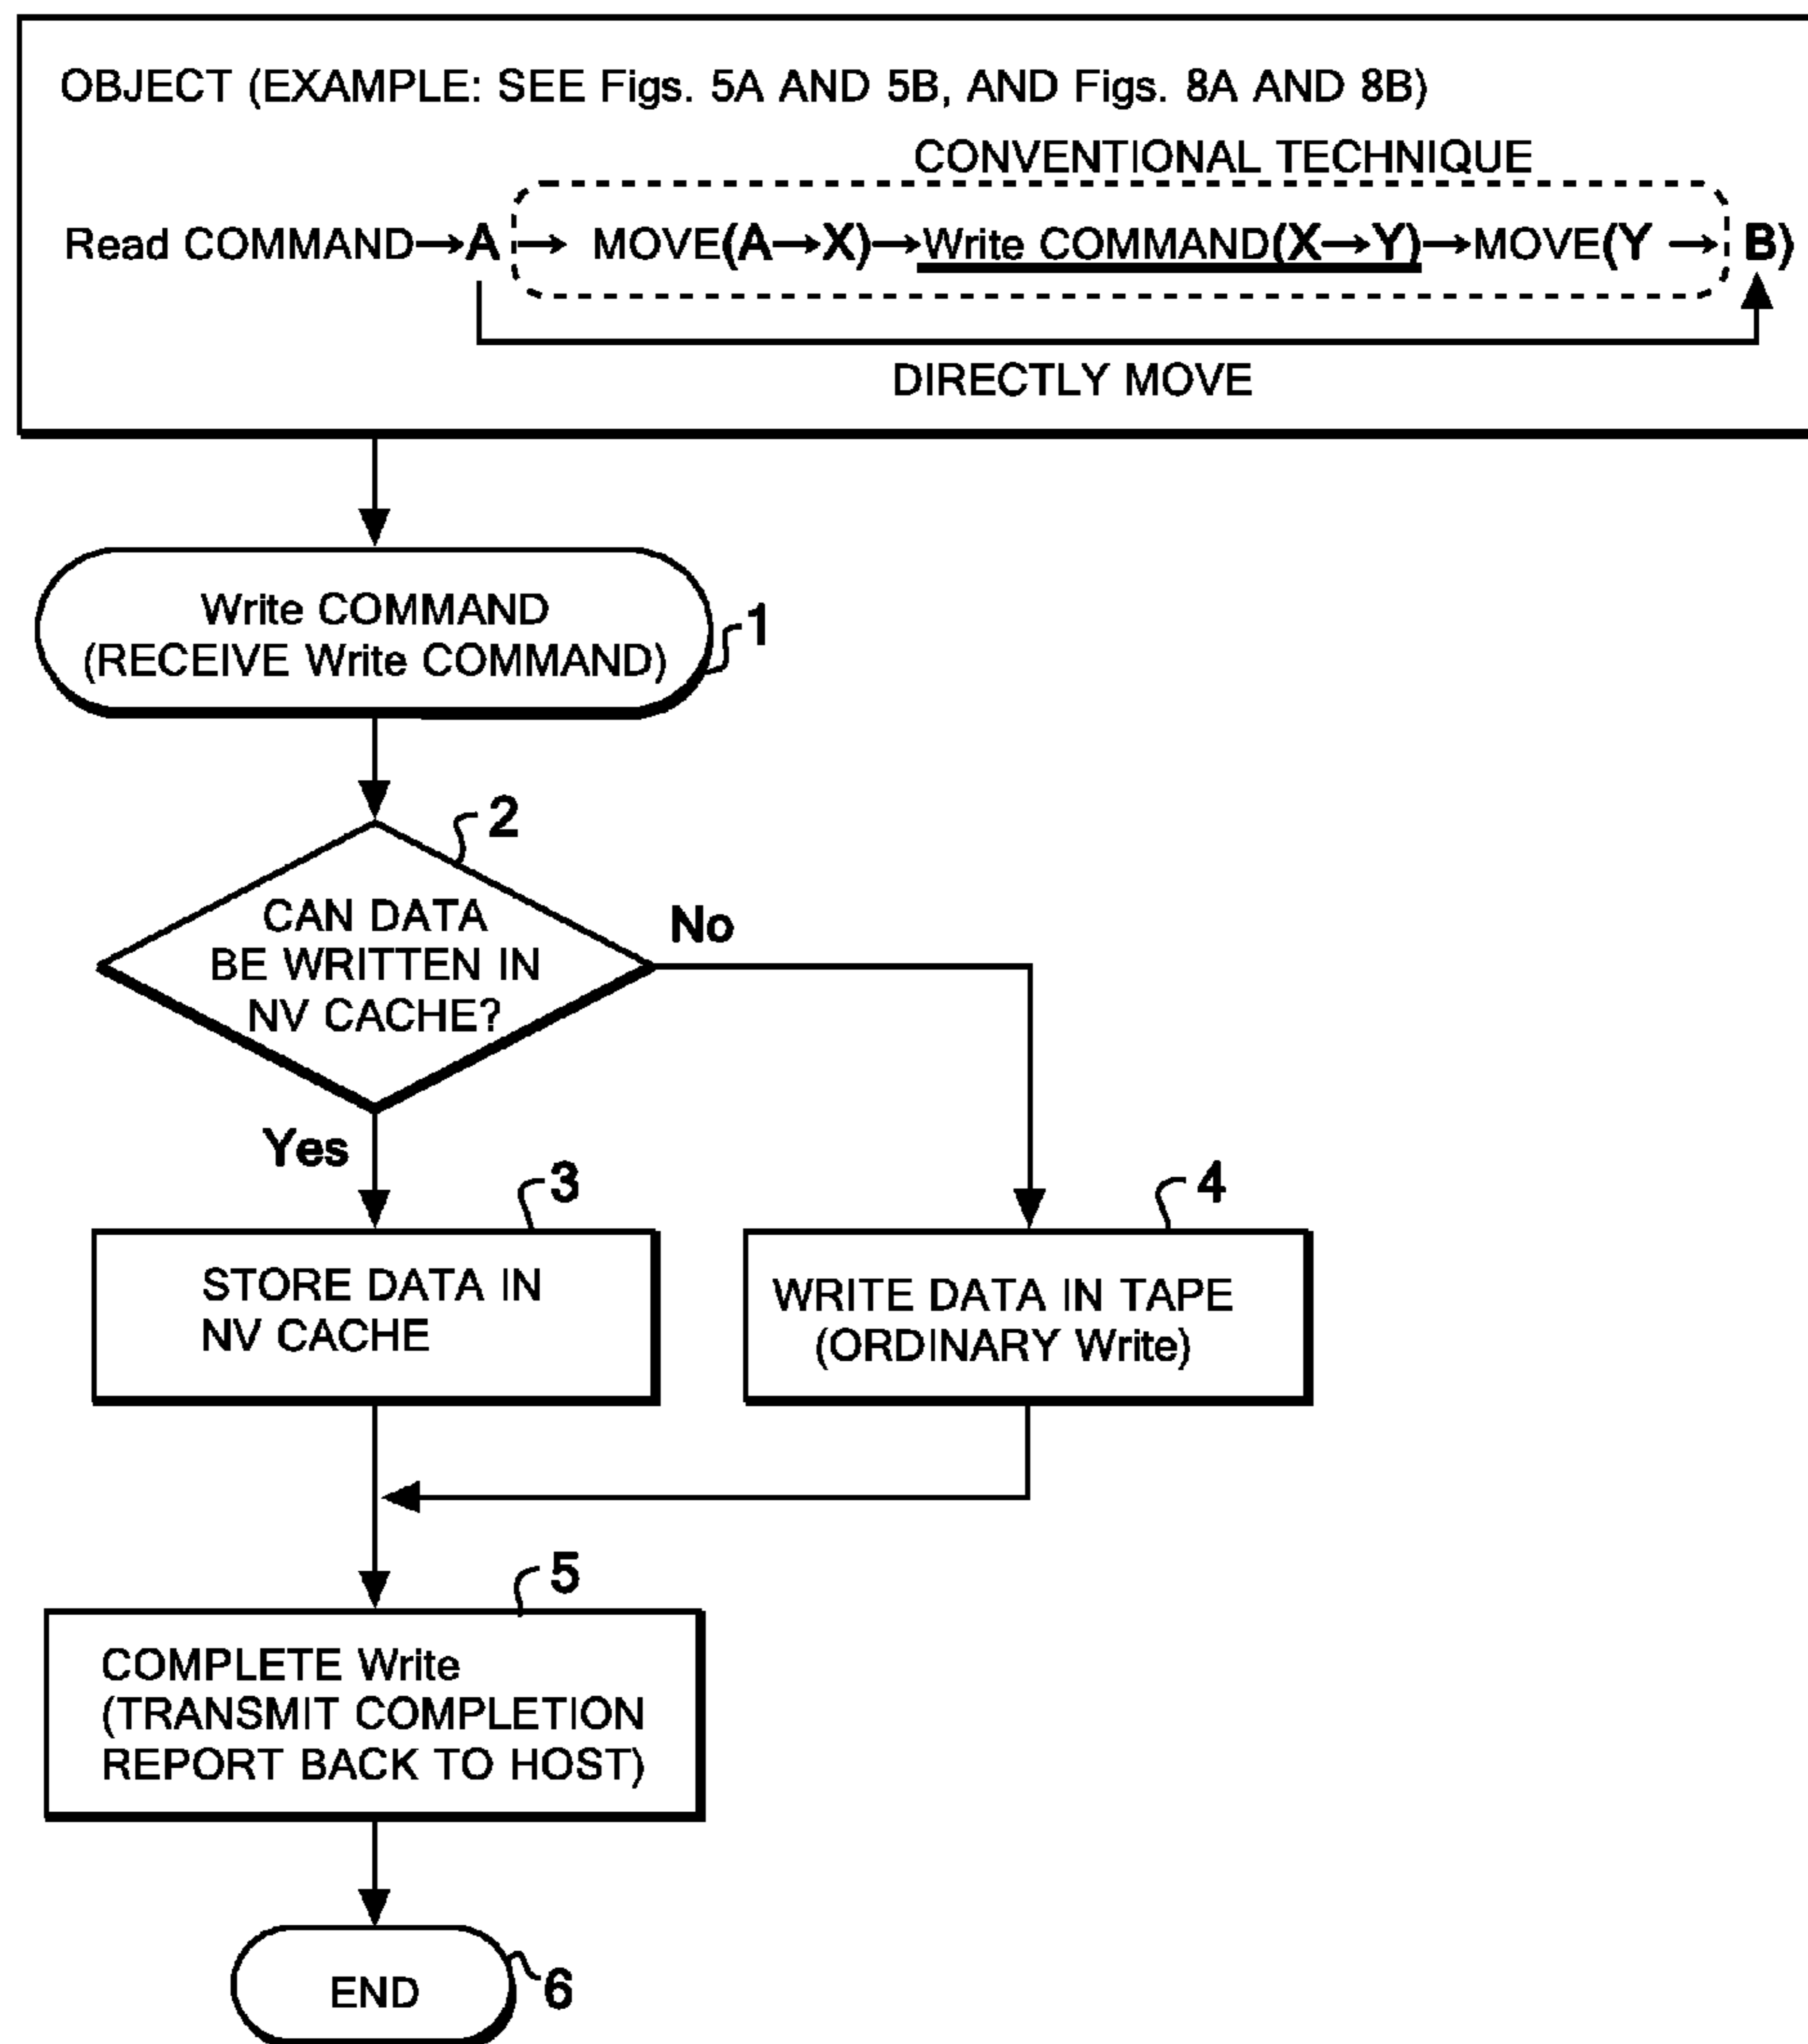 OBJECT (EXAMPLE: SEE Figs. 5A AND 5B, AND Figs. 8A AND 8B)
CONVENTIONAL TECHNIQUE
Read COMMAND→A → MOVE(A→X)→Write COMMAND(X→Y)→MOVE(Y → B)
DIRECTLY MOVE
Write COMMAND
(RECEIVE Write COMMAND)
1
2
CAN DATA
BE WRITTEN IN
NV CACHE?
No
Yes
3
STORE DATA IN
NV CACHE
4
WRITE DATA IN TAPE
(ORDINARY Write)
5
COMPLETE Write
(TRANSMIT COMPLETION
REPORT BACK TO HOST)
END
6